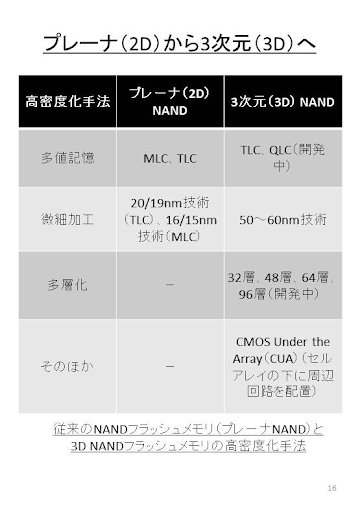 プレーナ（2D）から3次元（3D）へ
高密度化手法
プレーナ（2D）
NAND
3次元（3D） NAND
多値記憶
MLC、TLC
TLC、QLC（開発
中）
微細加工
20/19nm技術
（TLC）、16/15nm
技術（MLC）
50～60nm技術
多層化
－
32層、48層、64層、
96層（開発中）
そのほか
－
CMOS Under the
Array（CUA）（セル
アレイの下に周辺
回路を配置）
従来のNANDフラッシュメモリ（プレーナNAND）と
3D NANDフラッシュメモリの高密度化手法
16